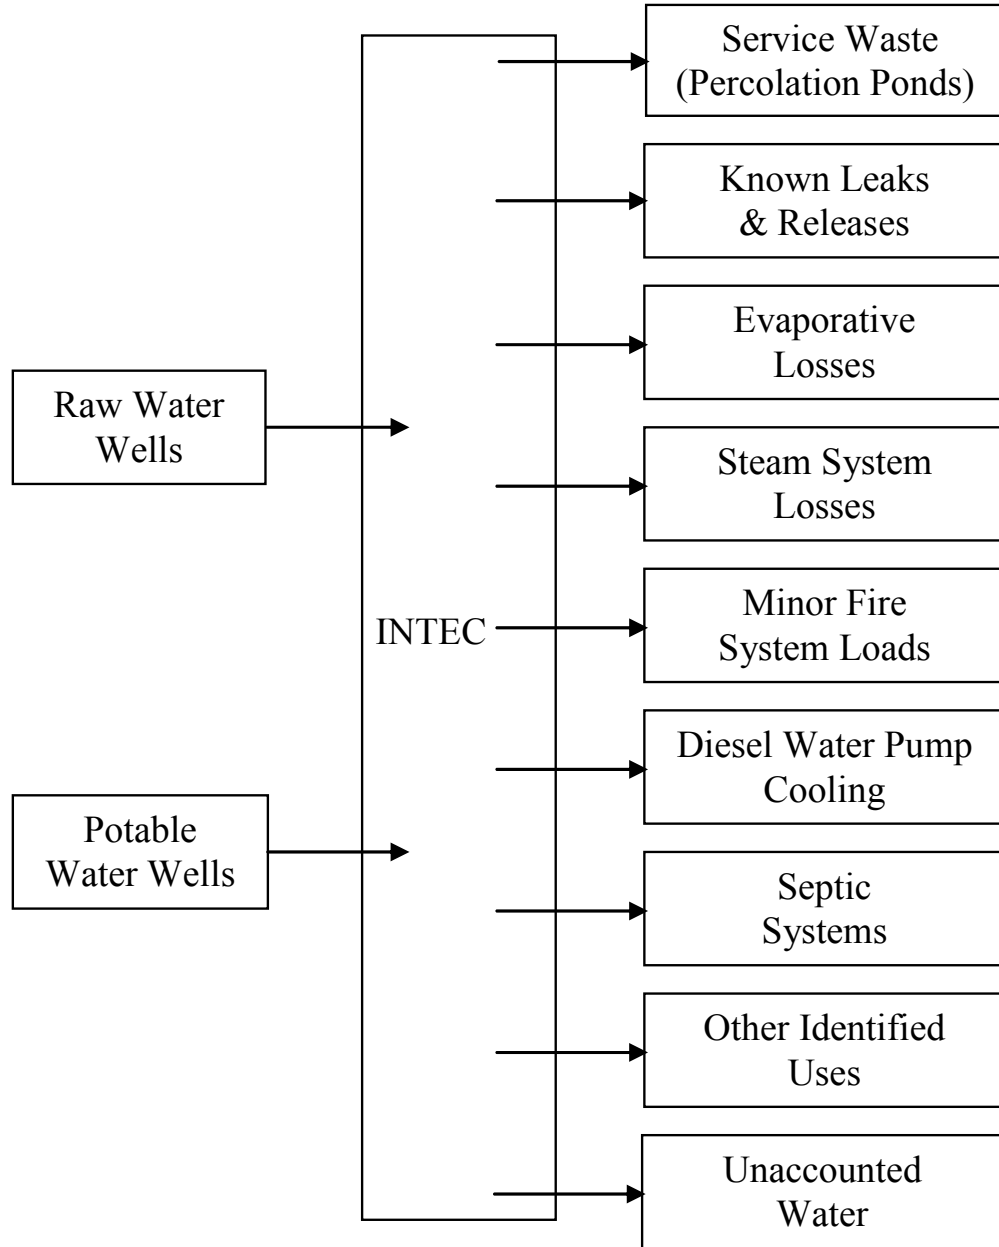 Raw Water
Wells
Potable
Water Wells
INTEC
Service Waste
(Percolation Ponds)
Known Leaks
& Releases
Evaporative
Losses
Steam System
Losses
Minor Fire
System Loads
Diesel Water Pump
Cooling
Septic
Systems
Other Identified
Uses
Unaccounted
Water